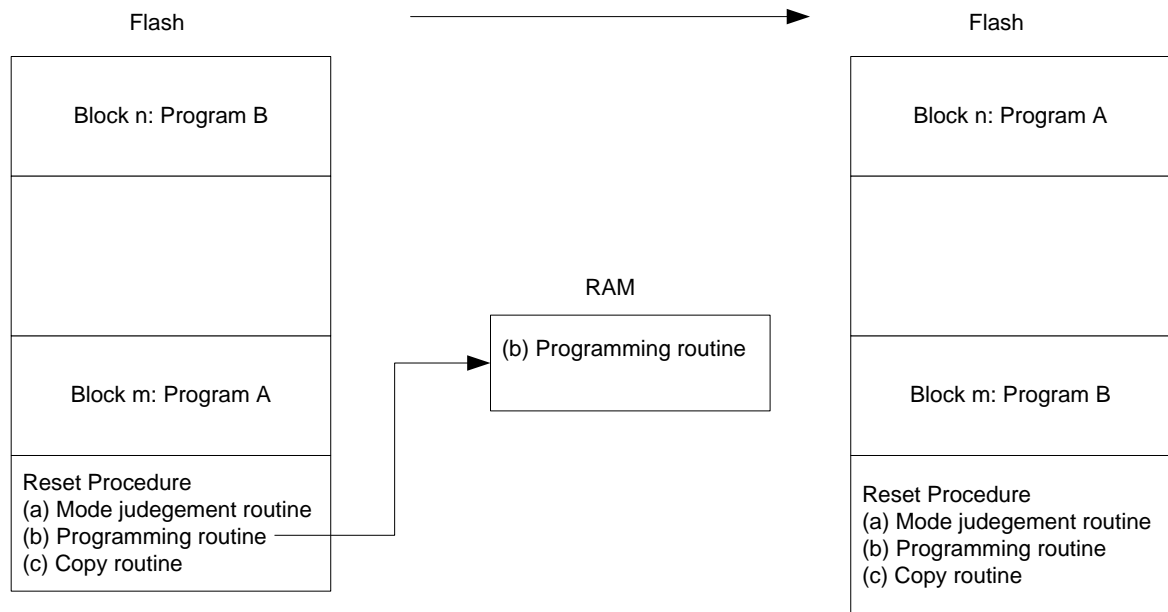 Flash
Flash
Block n: Program B
Block n: Program A
RAM
(b) Programming routine
Block m: Program A
Block m: Program B
Reset Procedure
(a) Mode judegement routine
(b) Programming routine
(c) Copy routine
Reset Procedure
(a) Mode judegement routine
(b) Programming routine
(c) Copy routine